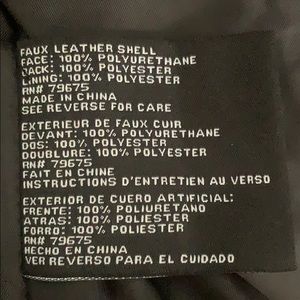 FAUX LEATHER SHELL
FACE: 100% POLYURETHANE
BACK: 100% POLYESTER
LINING: 100% POLYESTER
RN# 79675
MADE IN CHINA
SEE REVERSE FOR CARE
EXTERIEUR DE FAUX CUIR
DEVANT: 100% POLYURETHANE
DOS: 100% POLYESTER
DOUBLURE: 100% POLYESTER
RN# 79675
FAIT EN CHINE
INSTRUCTIONS D'ENTRETIEN AU VERSO
EXTERIOR DE CUERO ARTIFICIAL:
FRENTE: 100% POLIURETANO
ATRAS: 100% POLIESTER
FORRO: 100% POLIESTER
RN# 79675
HECHO EN CHINA
VER REVERSO PARA EL CUIDADO